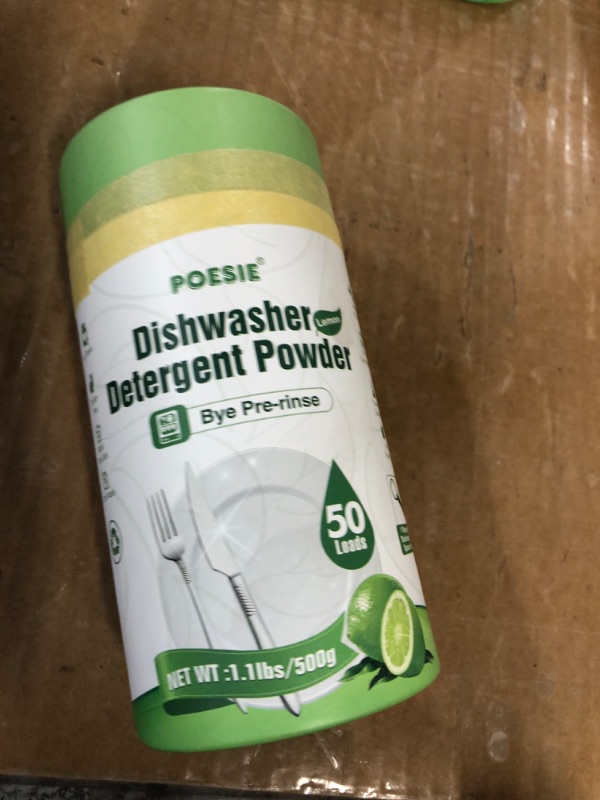 POESIE®
Dishwasher
Lemon
Detergent Powder
Bye Pre-rinse
50
Loads
NET WT :1.1lbs/500g